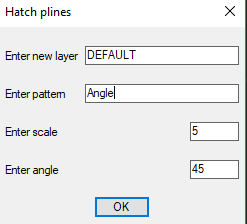 Hatch plines
Enter new layer DEFAULT
Enter pattern Angle
Enter scale 5
Enter angle 45
OK